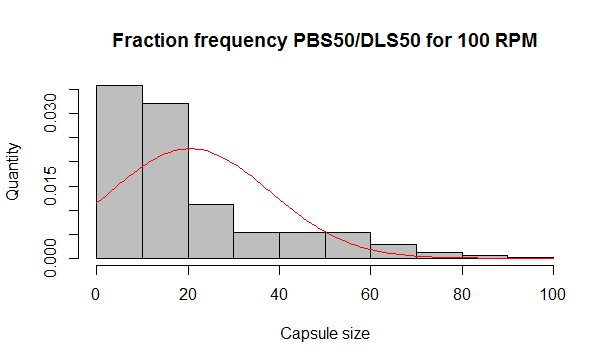 Fraction frequency PBS50/DLS50 for 100 RPM
Quantity
0.030
0.015
0.000
0 20 40 60 80 100
Capsule size